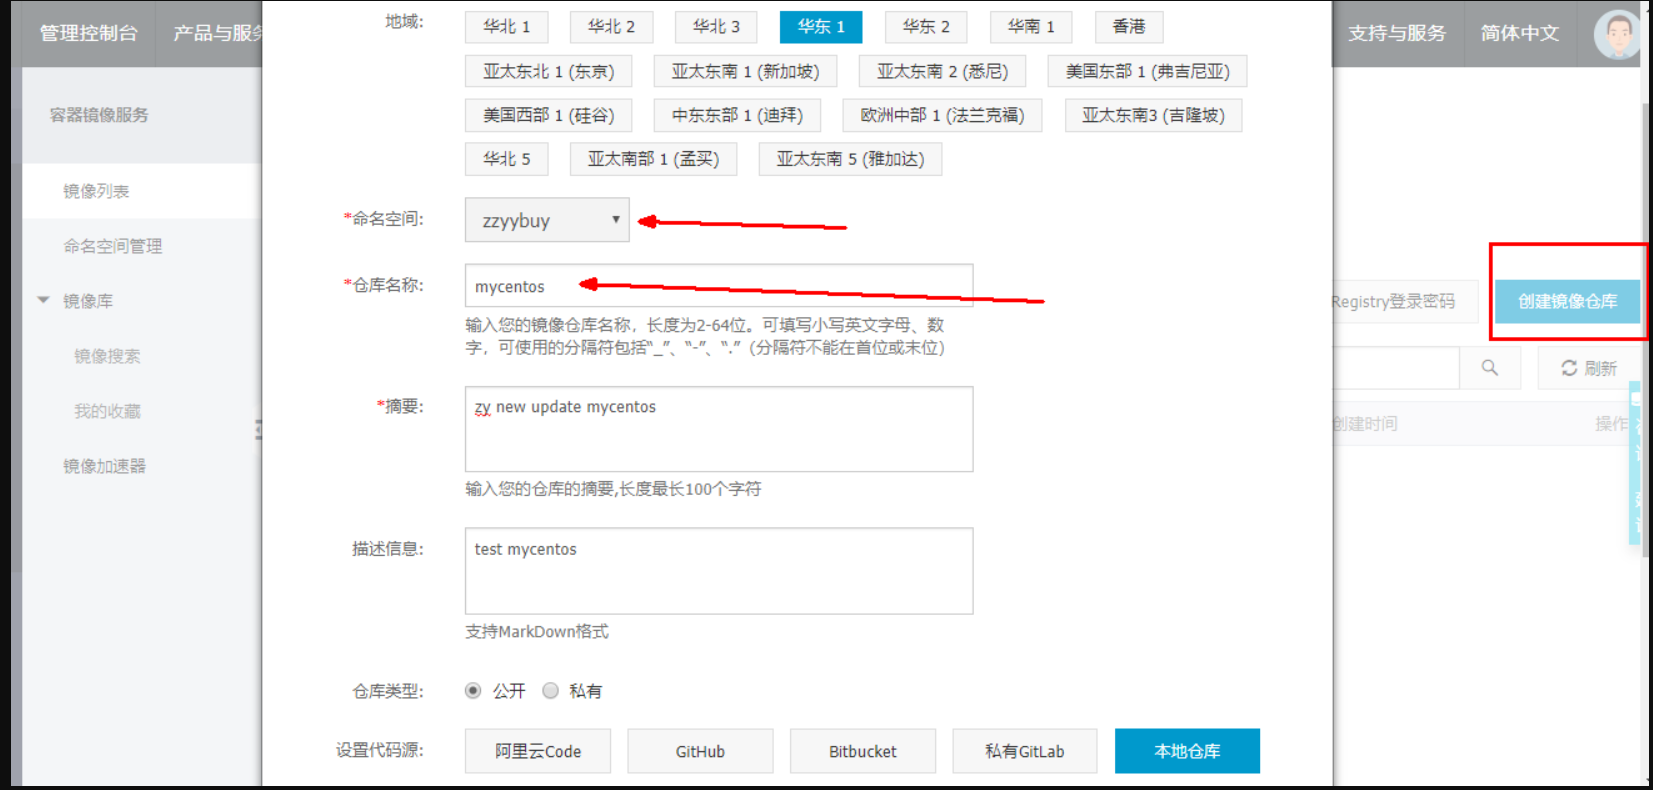 管理控制台 产品与服务 支持与服务 简体中文
容器镜像服务
镜像列表
命名空间管理
镜像库
镜像搜索
我的收藏
镜像加速器
地域: 华北 1 华北 2 华北 3 华东 1 华东 2 华南 1 香港
亚太东北 1 (东京) 亚太东南 1 (新加坡) 亚太东南 2 (悉尼) 美国东部 1 (弗吉尼亚)
美国西部 1 (硅谷) 中东东部 1 (迪拜) 欧洲中部 1 (法兰克福) 亚太东南3 (吉隆坡)
华北 5 亚太南部 1 (孟买) 亚太东南 5 (雅加达)
*命名空间: zzyybuy
*仓库名称: mycentos
输入您的镜像仓库名称，长度为2-64位。可填写小写英文字母、数
字，可使用的分隔符包括“_”、“-”、“.”（分隔符不能在首位或末位）
*摘要: zy new update mycentos
输入您的仓库的摘要,长度最长100个字符
描述信息: test mycentos
支持MarkDown格式
仓库类型: 公开 私有
设置代码源: 阿里云Code GitHub Bitbucket 私有GitLab 本地仓库
Registry登录密码 创建镜像仓库
刷新
创建时间 操作